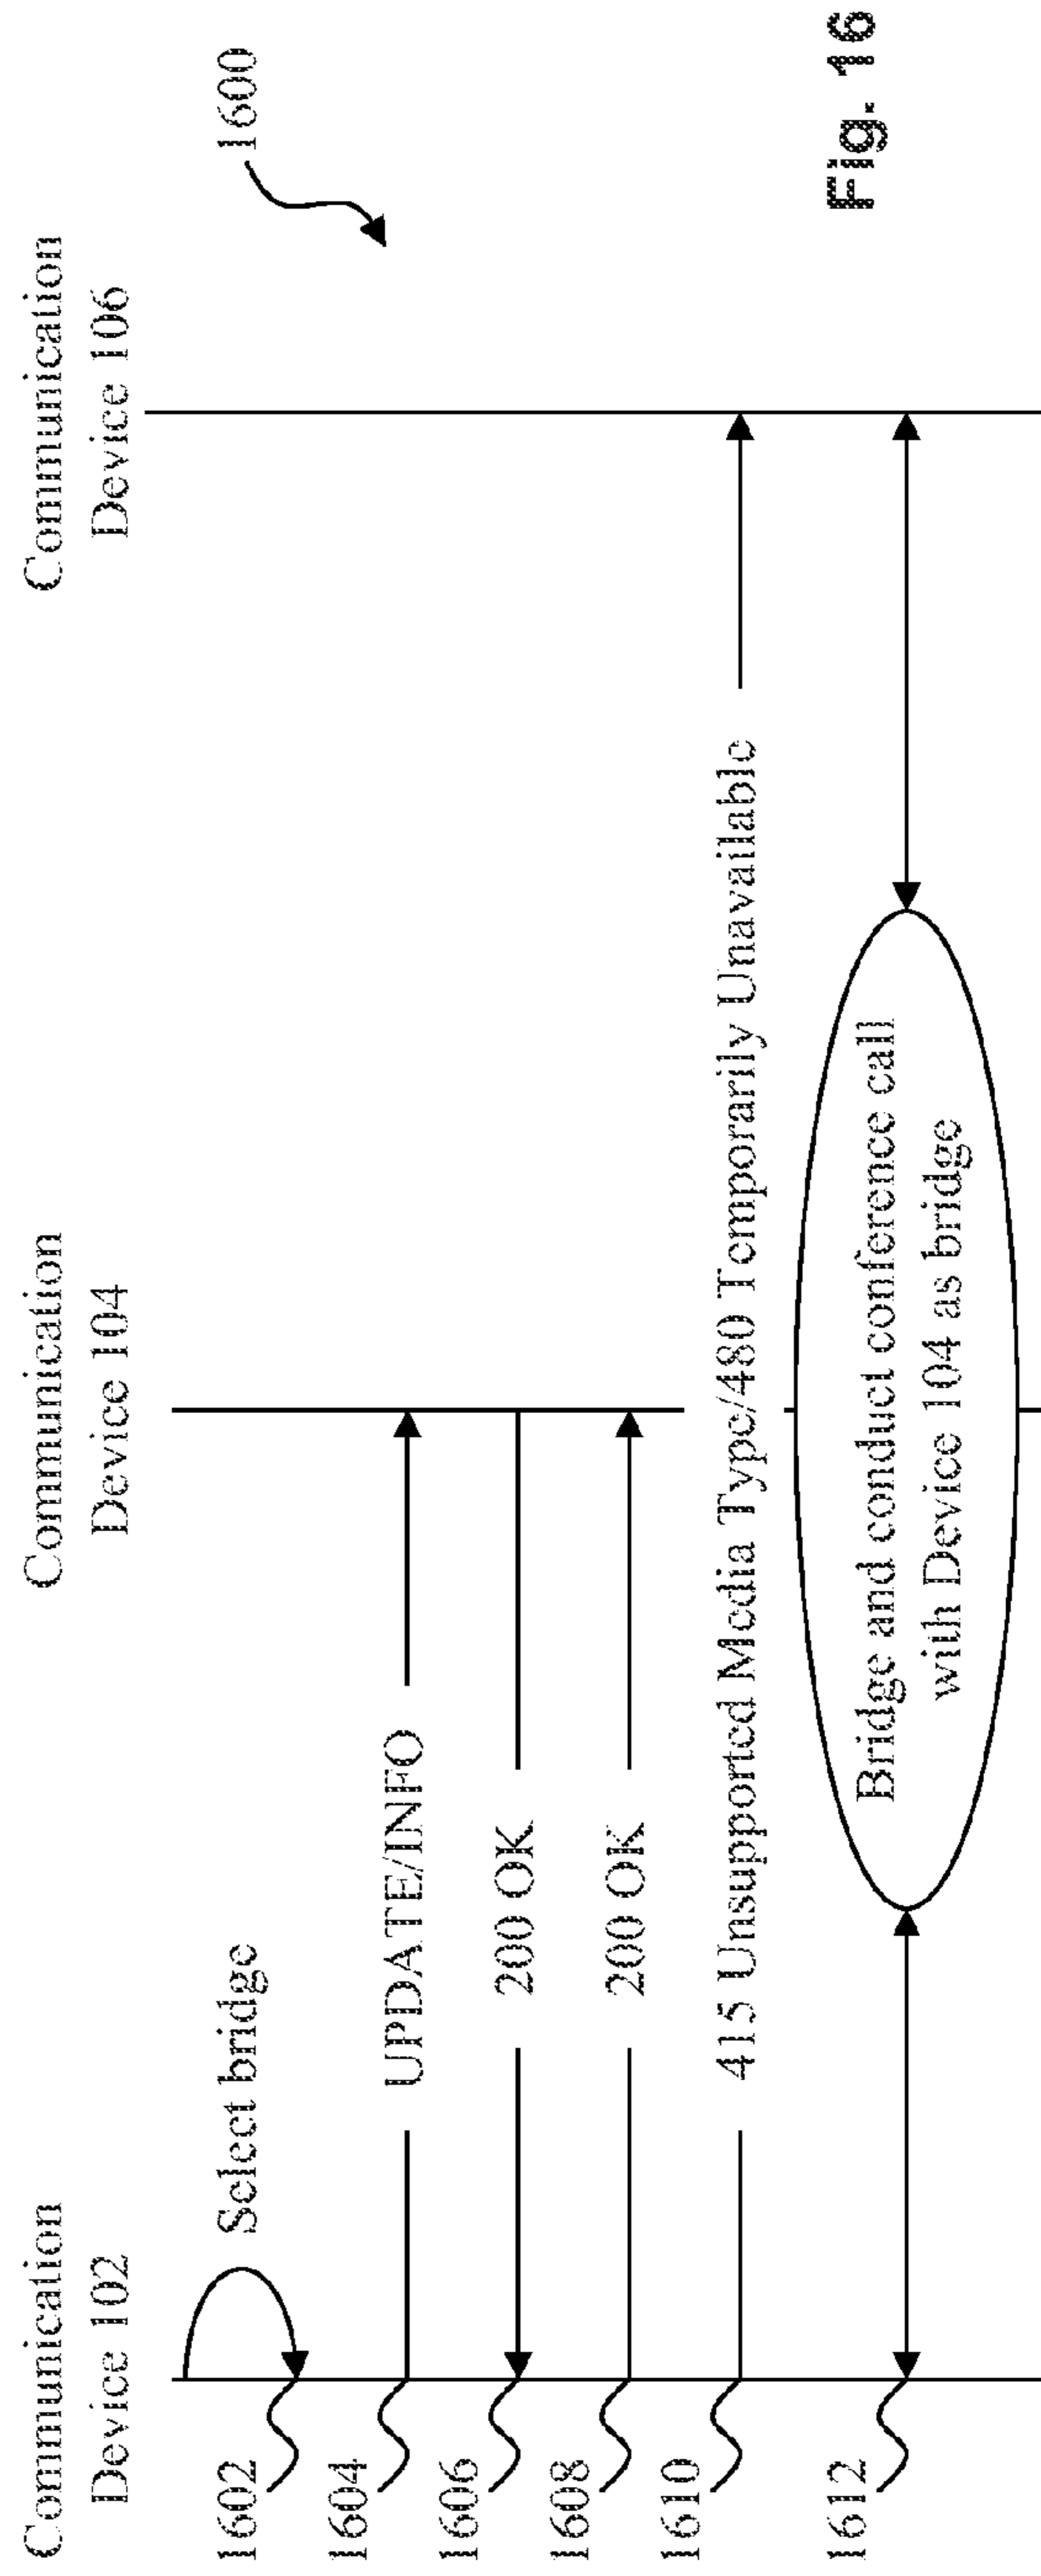 Communication
Device 102
Communication
Device 104
Communication
Device 106
1600
1602
Select bridge
1604
UPDATE/INFO
1606
200 OK
1608
200 OK
1610
415 Unsupported Media Type/480 Temporarily Unavailable
1612
Bridge and conduct conference call
with Device 104 as bridge
Fig. 16